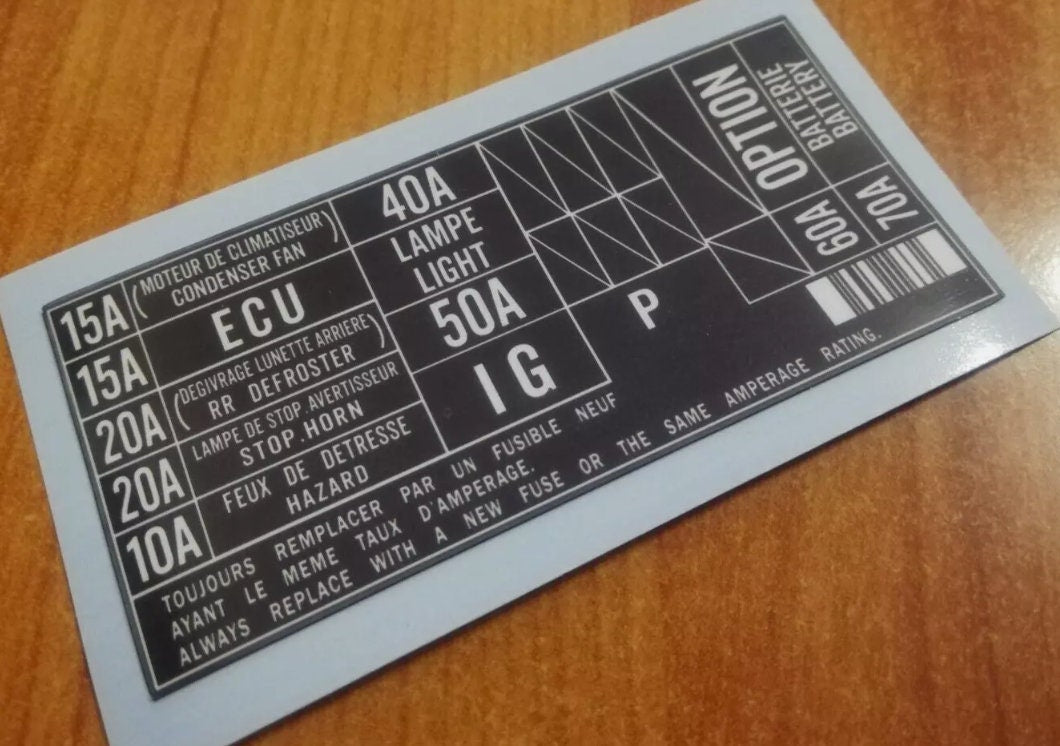 15A
(MOTEUR DE CLIMATISEUR)
CONDENSER FAN
15A
ECU
20A
(DEGIVRAGE LUNETTE ARRIERE)
RR DEFROSTER
20A
LAMPE DE STOP.AVERTISSEUR
STOP.HORN
10A
FEUX DE DETRESSE
HAZARD
40A
LAMPE
LIGHT
50A
IG
P
OPTION
60A
BATTERIE
BATTERY
70A
TOUJOURS REMPLACER PAR UN FUSIBLE NEUF
AYANT LE MEME TAUX D'AMPERAGE.
ALWAYS REPLACE WITH A NEW FUSE OR THE SAME AMPERAGE RATING.